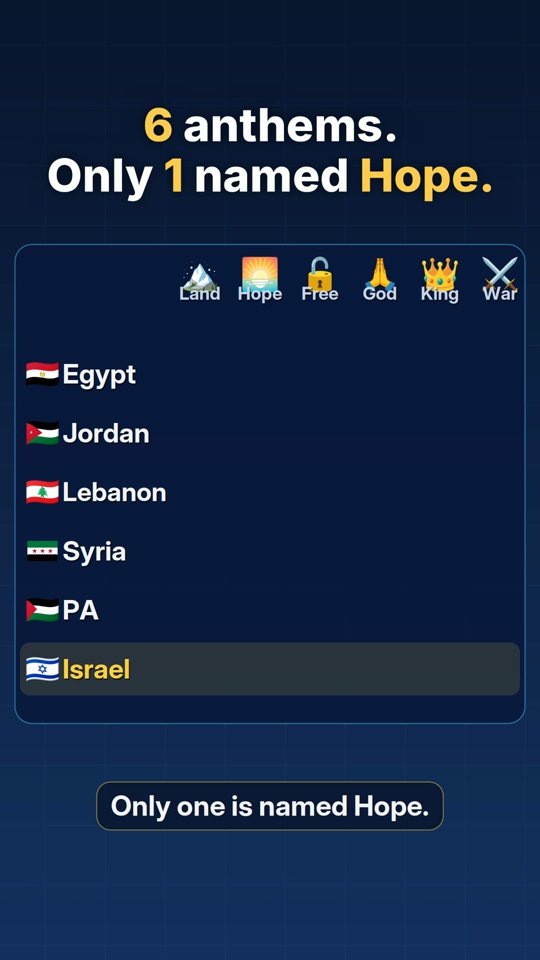 6 anthems.
Only 1 named Hope.
Land Hope Free God King War
Egypt
Jordan
Lebanon
Syria
PA
Israel
Only one is named Hope.